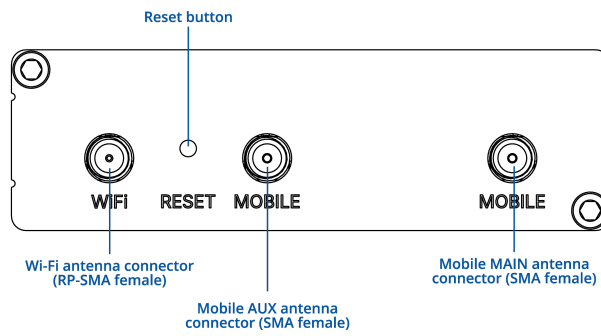 Reset button
WiFi
RESET
MOBILE
MOBILE
Wi-Fi antenna connector
(RP-SMA female)
Mobile AUX antenna
connector (SMA female)
Mobile MAIN antenna
connector (SMA female)